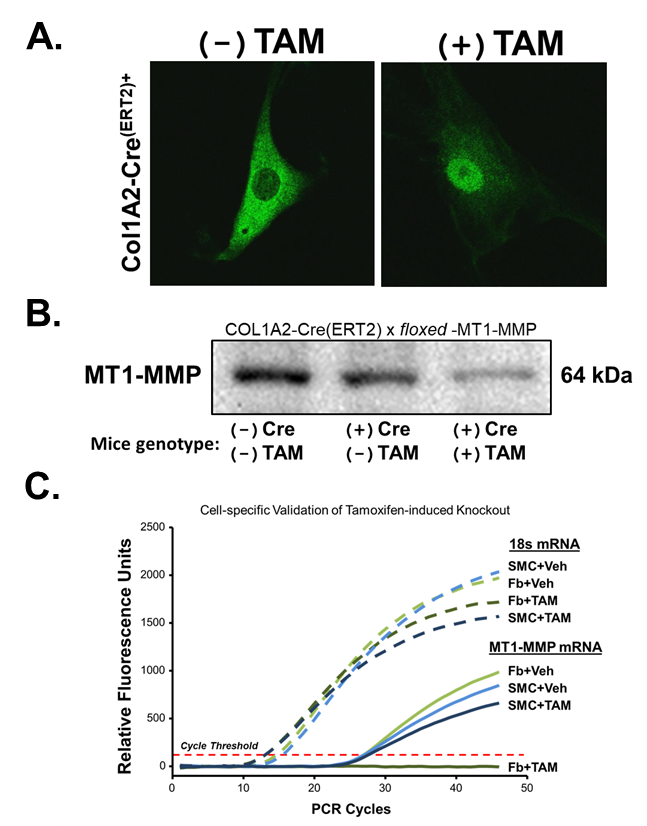 A.
(-) TAM
(+) TAM
Col1A2-Cre(ERT2)+
B.
COL1A2-Cre(ERT2) x floxed -MT1-MMP
MT1-MMP
64 kDa
Mice genotype:
(-) Cre
(-) TAM
(+) Cre
(-) TAM
(+) Cre
(+) TAM
C.
Cell-specific Validation of Tamoxifen-induced Knockout
Relative Fluorescence Units
2500
2000
1500
1000
500
0
Cycle Threshold
18s mRNA
SMC+Veh
Fb+Veh
Fb+TAM
SMC+TAM
MT1-MMP mRNA
Fb+Veh
SMC+Veh
SMC+TAM
Fb+TAM
0
10
20
30
40
50
PCR Cycles